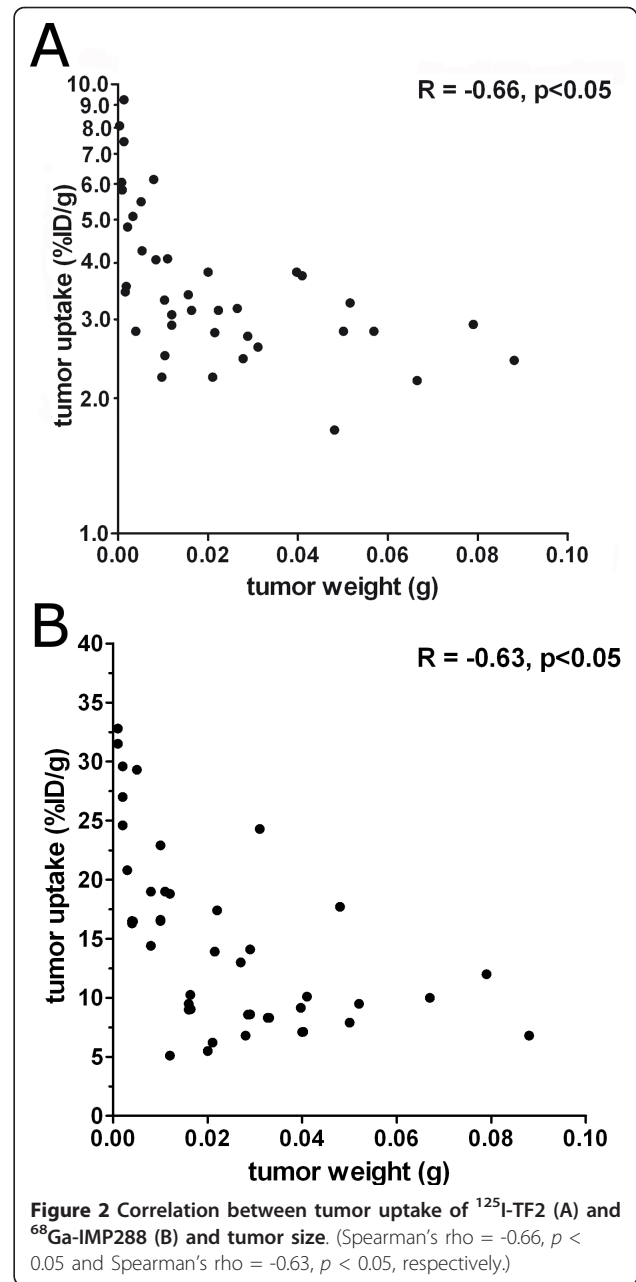 A
R = -0.66, p<0.05
tumor uptake (%ID/g)
10.0
9.0
8.0
7.0
6.0
5.0
4.0
3.0
2.0
1.0
0.00 0.02 0.04 0.06 0.08 0.10
tumor weight (g)
B
R = -0.63, p<0.05
tumor uptake (%ID/g)
40
35
30
25
20
15
10
5
0
0.00 0.02 0.04 0.06 0.08 0.10
tumor weight (g)
Figure 2 Correlation between tumor uptake of ¹²⁵I-TF2 (A) and
⁶⁸Ga-IMP288 (B) and tumor size. (Spearman's rho = -0.66, p <
0.05 and Spearman's rho = -0.63, p < 0.05, respectively.)